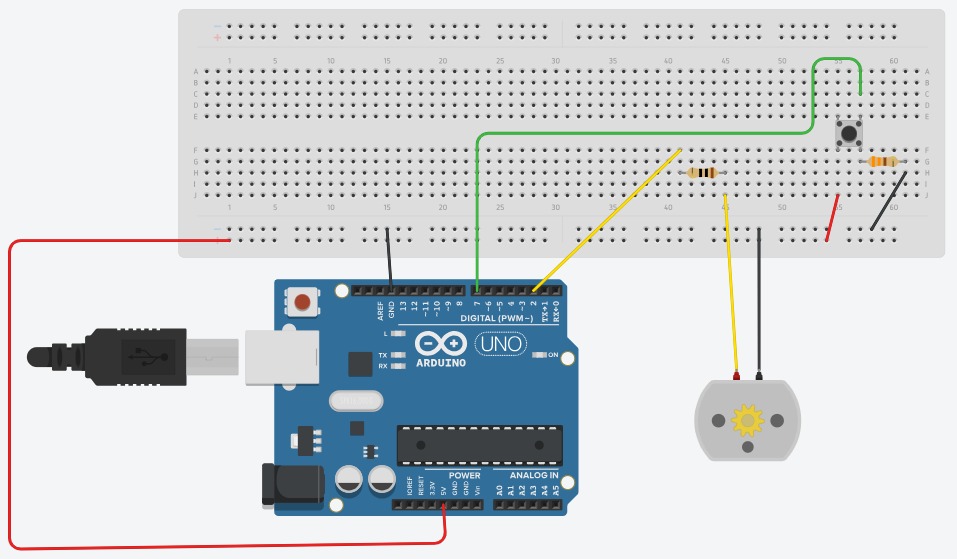 − −
+ +
1 5 10 15 20 25 30 35 40 45 50 55 60
A A
B B
C C
D D
E E
F F
G G
H H
I I
J J
1 5 10 15 20 25 30 35 40 45 50 55 60
− −
+ +
AREF GND 13 12 ~11 ~10 ~9 8 7 ~6 ~5 4 ~3 2 TX→1 RX←0
DIGITAL (PWM~)
L
TX
RX
UNO
ON
ARDUINO
POWER ANALOG IN
IOREF RESET 3.3V 5V GND GND Vin A0 A1 A2 A3 A4 A5